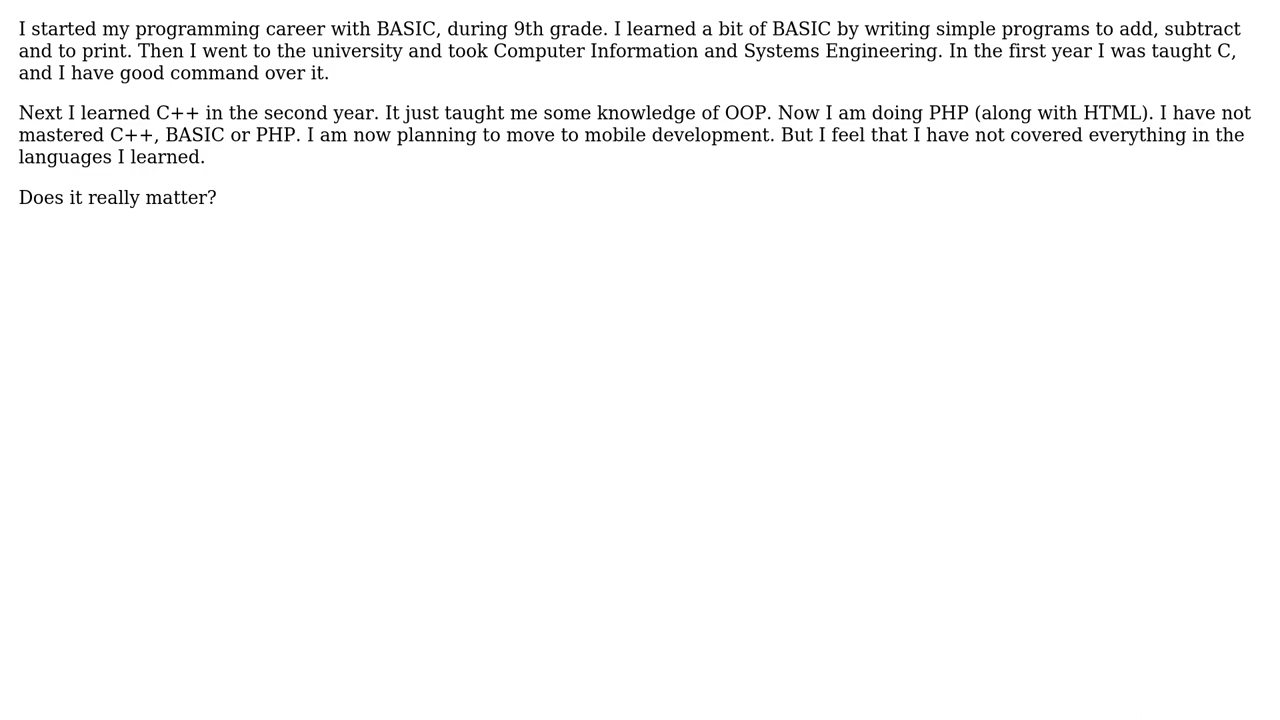 I started my programming career with BASIC, during 9th grade. I learned a bit of BASIC by writing simple programs to add, subtract
and to print. Then I went to the university and took Computer Information and Systems Engineering. In the first year I was taught C,
and I have good command over it.
Next I learned C++ in the second year. It just taught me some knowledge of OOP. Now I am doing PHP (along with HTML). I have not
mastered C++, BASIC or PHP. I am now planning to move to mobile development. But I feel that I have not covered everything in the
languages I learned.
Does it really matter?